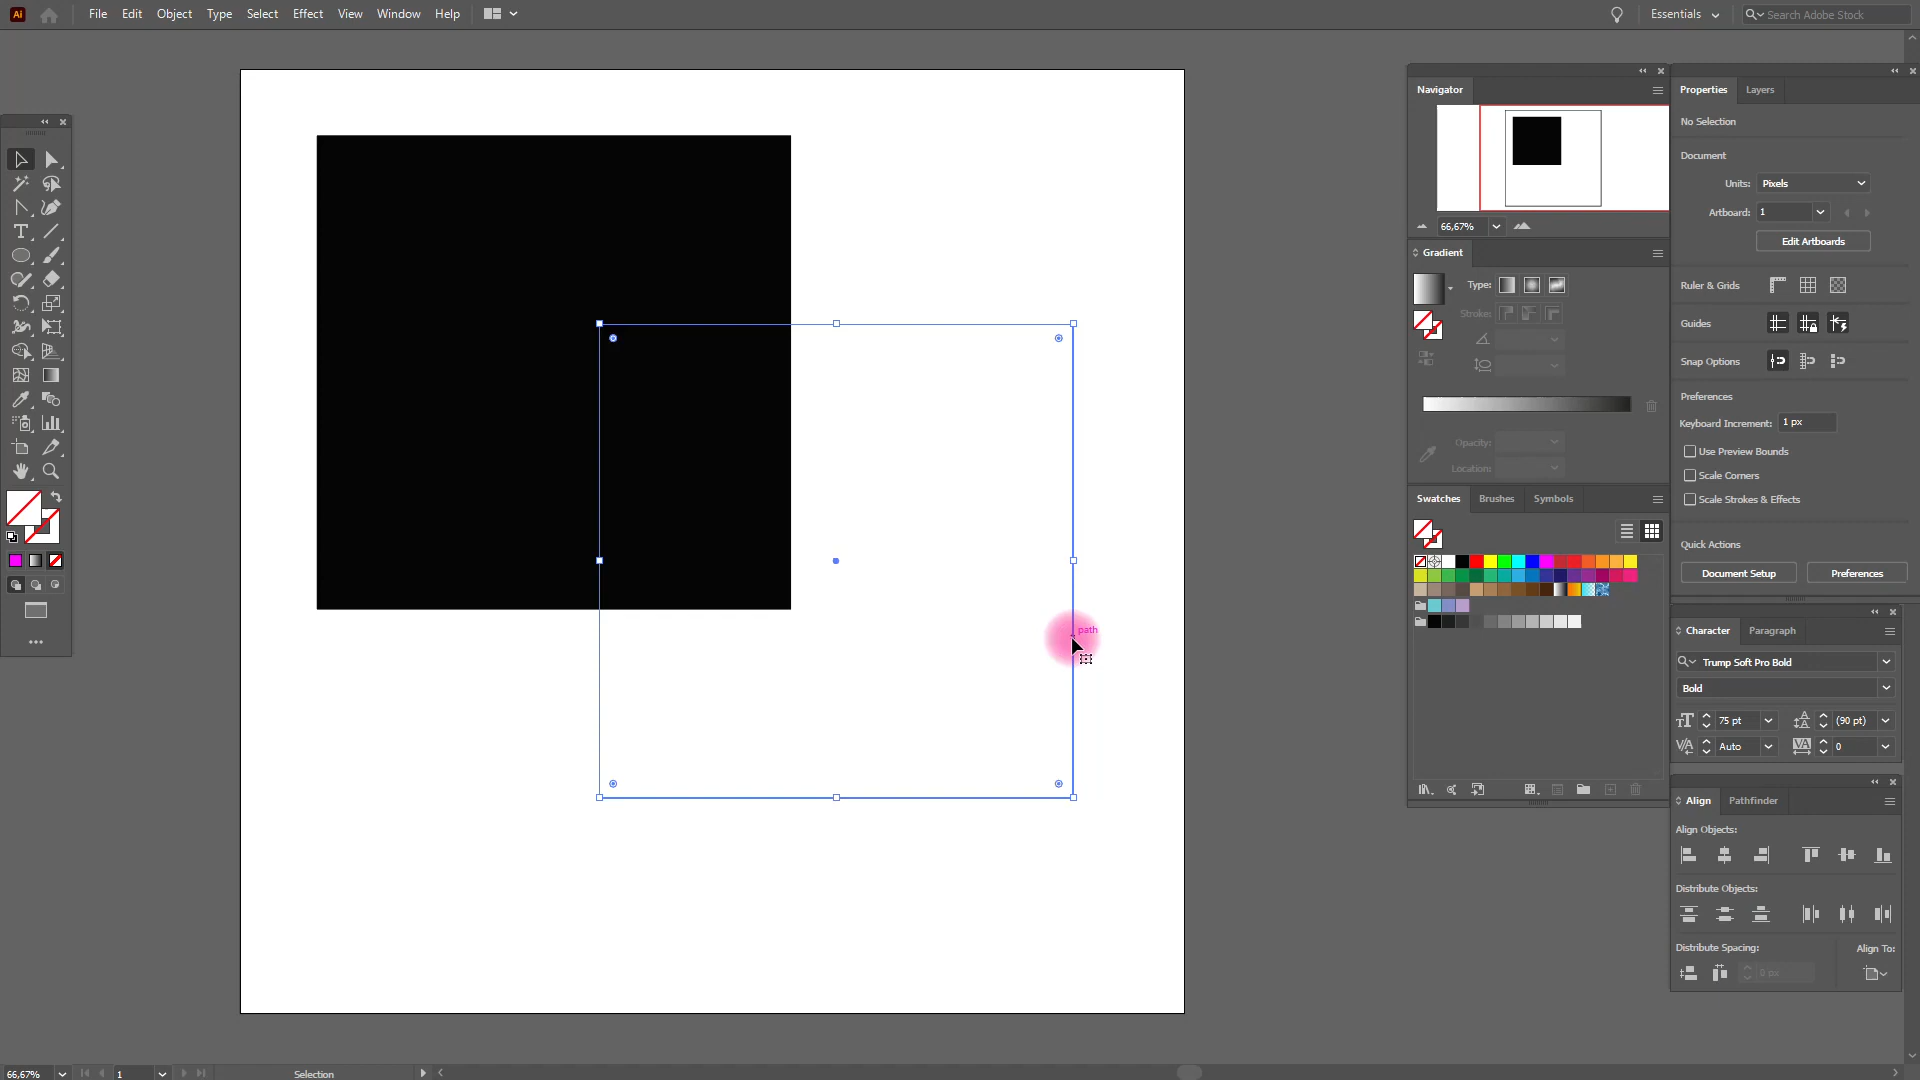 Ai File Edit Object Type Select Effect View Window Help Essentials Search Adobe Stock
Navigator
66,67%
Gradient
Type:
Stroke:
Opacity:
Location:
Swatches Brushes Symbols
Properties Layers
No Selection
Document
Units: Pixels
Artboard: 1
Edit Artboards
Ruler & Grids
Guides
Snap Options
Preferences
Keyboard Increment: 1 px
Use Preview Bounds
Scale Corners
Scale Strokes & Effects
Quick Actions
Document Setup Preferences
Character Paragraph
Trump Soft Pro Bold
Bold
75 pt (90 pt)
Auto 0
Align Pathfinder
Align Objects:
Distribute Objects:
Distribute Spacing: Align To:
0 px
path
66,67% 1 Selection